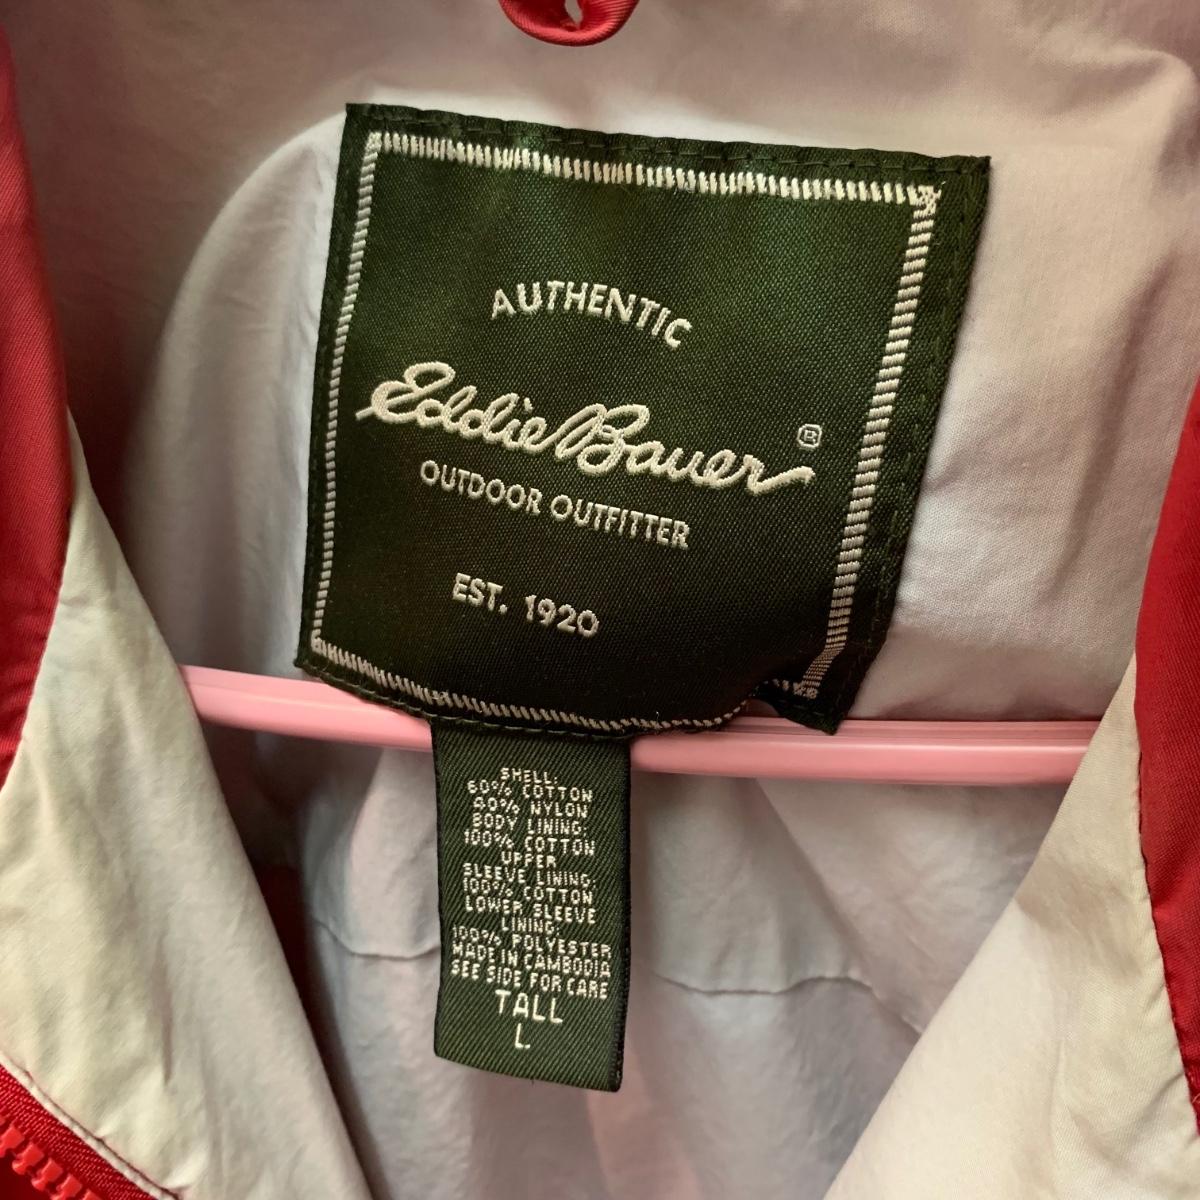 AUTHENTIC
Eddie Bauer®
OUTDOOR OUTFITTER
EST. 1920
SHELL:
60% COTTON
40% NYLON
BODY LINING:
100% COTTON
UPPER
SLEEVE LINING:
100% COTTON
LOWER SLEEVE
LINING:
100% POLYESTER
MADE IN CAMBODIA
SEE SIDE FOR CARE
TALL
L.